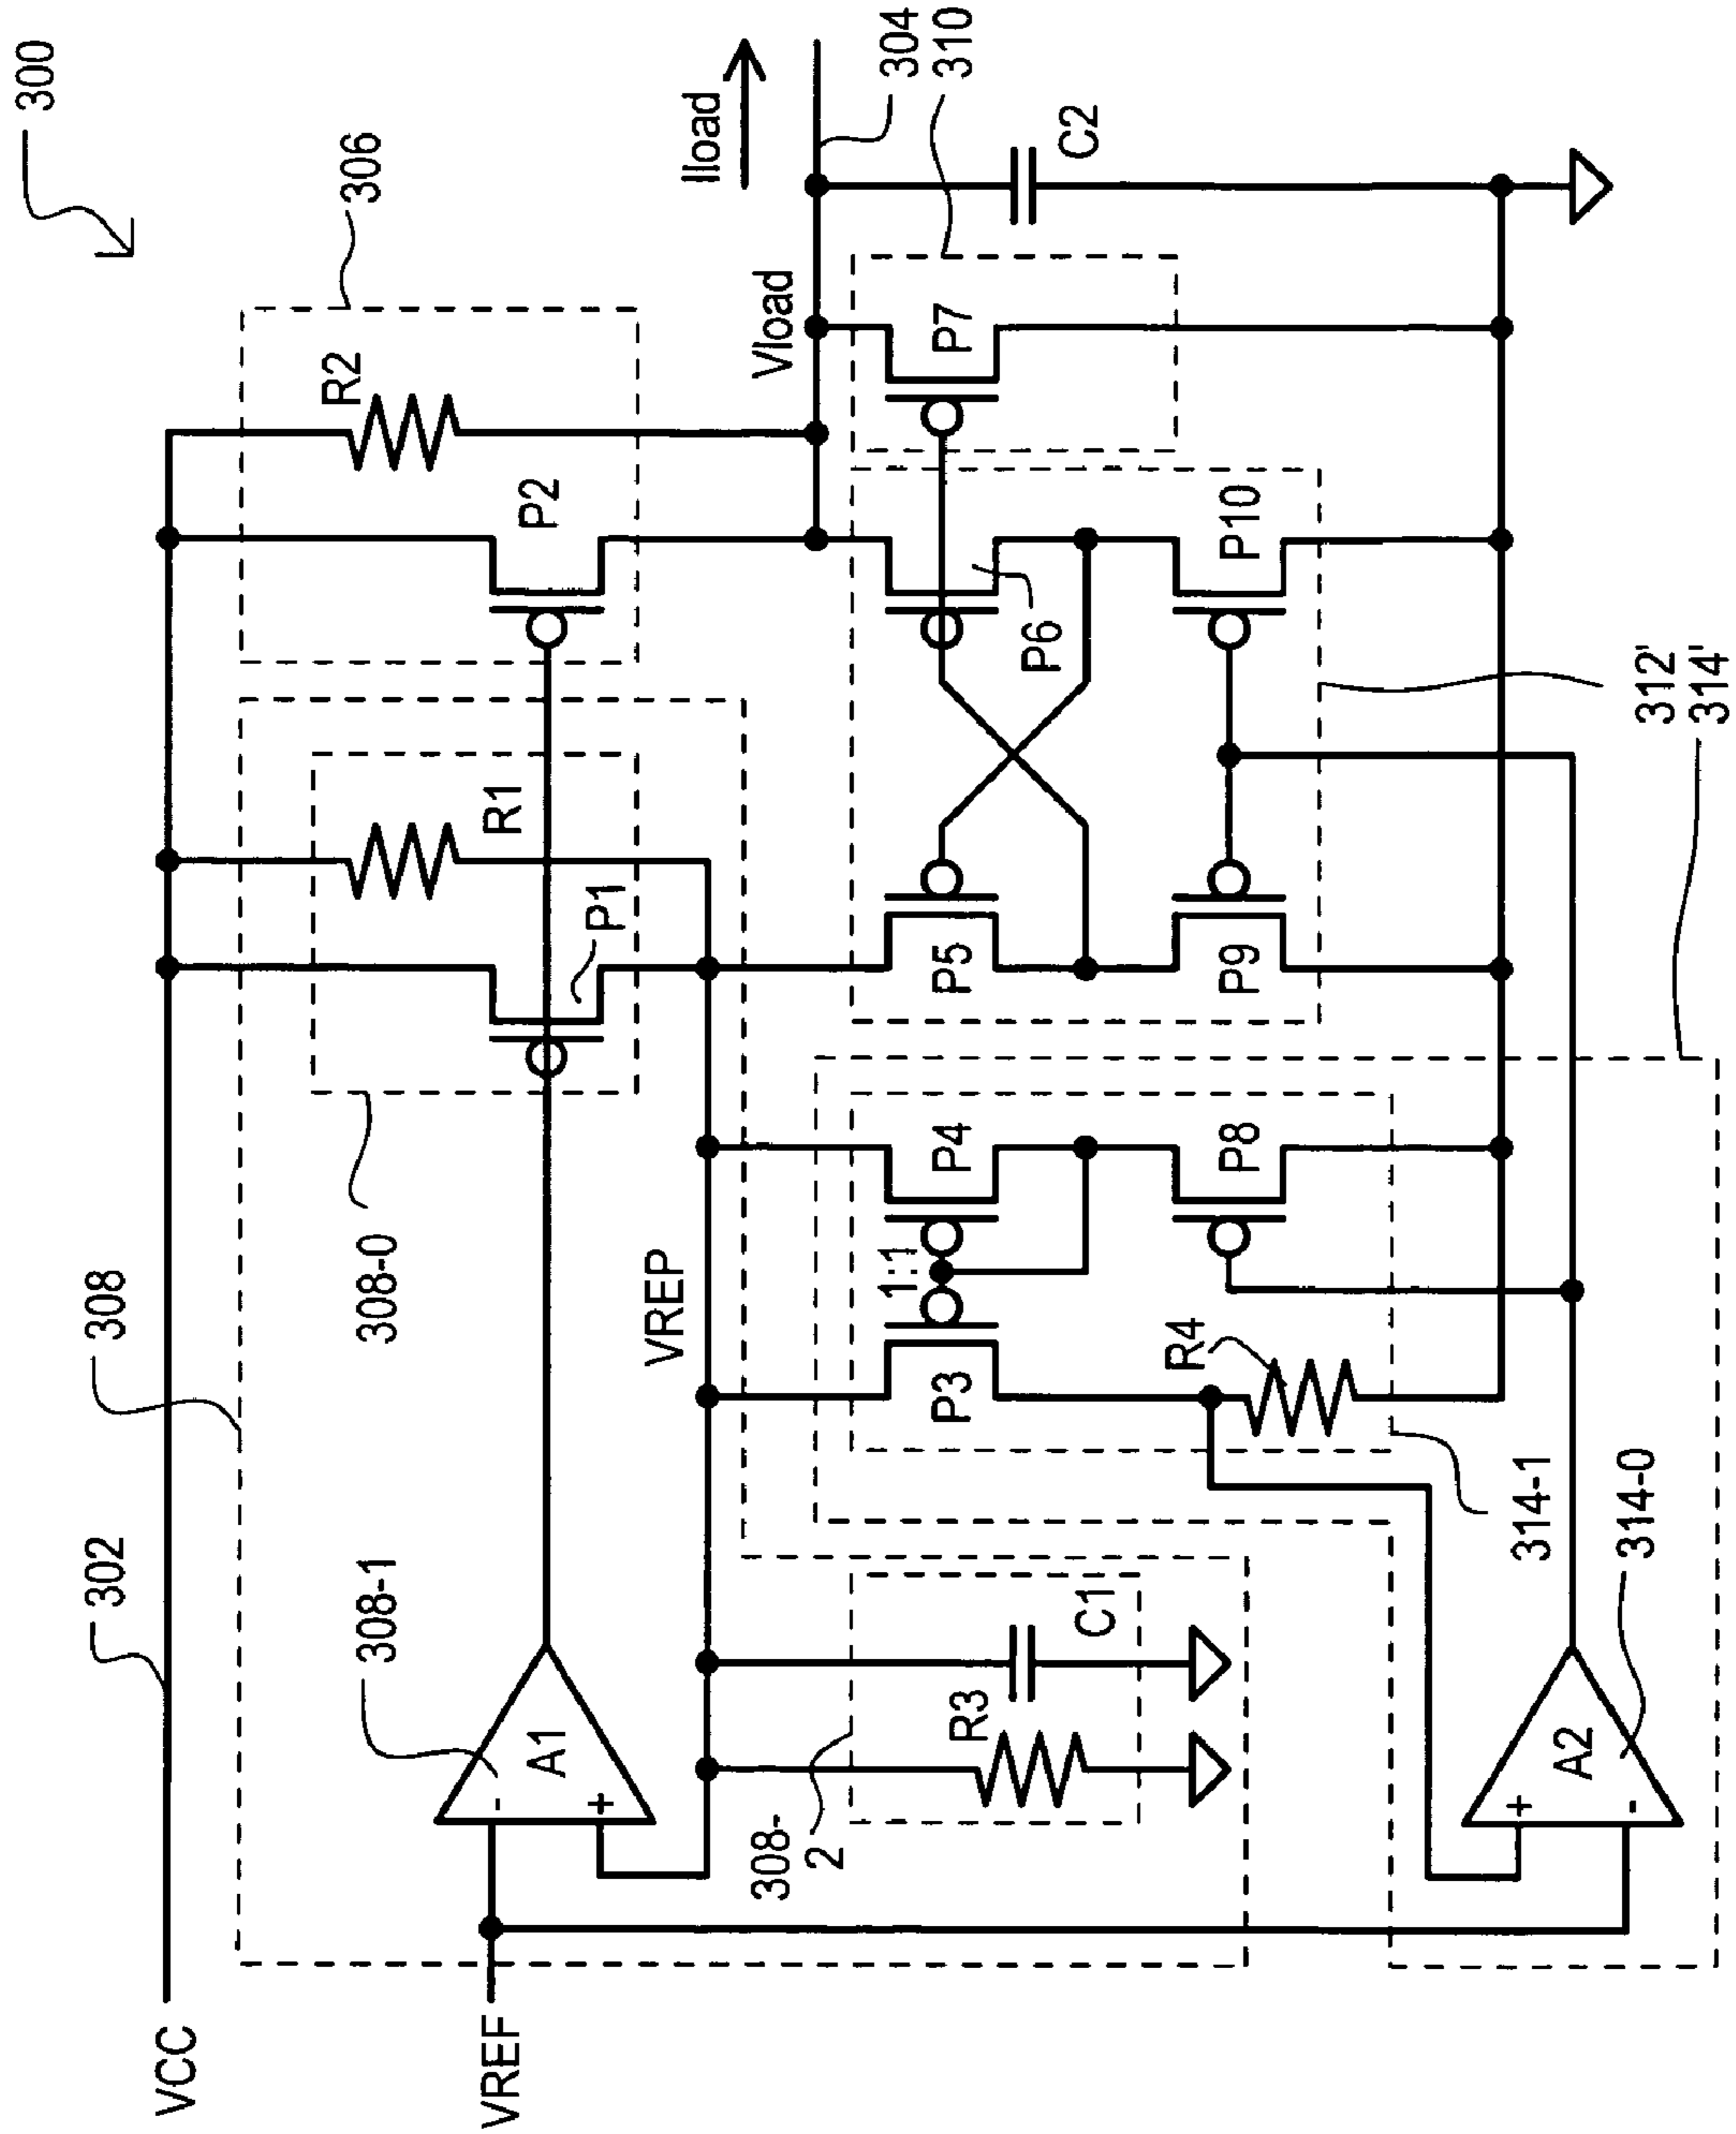 300
302
308
306
VCC
VREF
308-1
A1
-
+
308-0
R1
P1
R2
P2
VREP
Vload
Iload
304
310
308-
2
R3
C1
P3
1:1
P4
P5
P6
P7
C2
R4
P8
P9
P10
314-1
314-0
A2
+
-
312'
314'